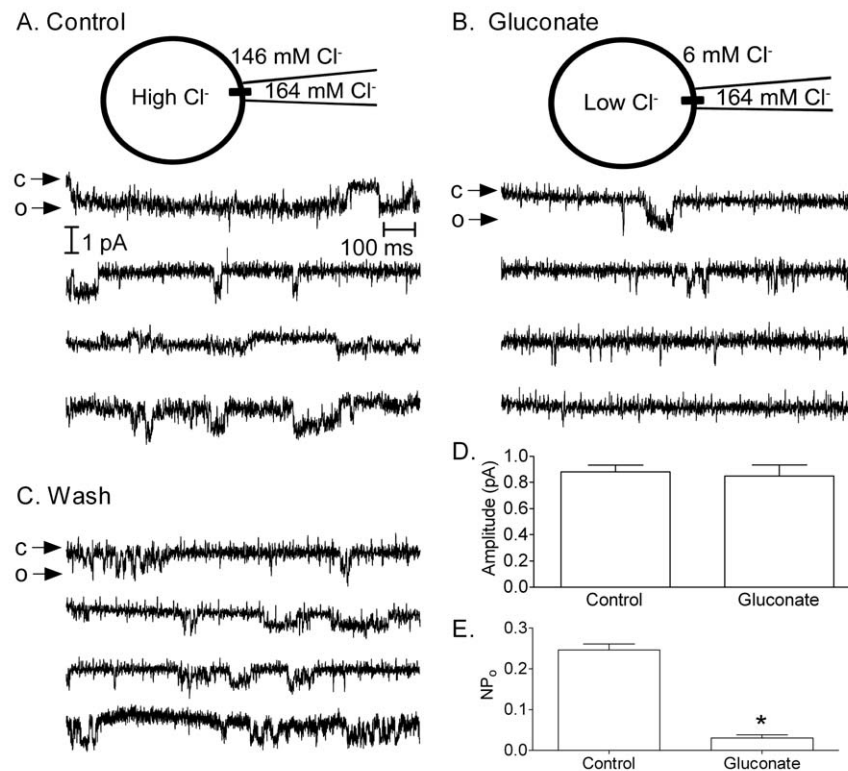 A. Control
146 mM Cl⁻
High Cl⁻
164 mM Cl⁻
c
o
1 pA
100 ms
B. Gluconate
6 mM Cl⁻
Low Cl⁻
164 mM Cl⁻
c
o
C. Wash
c
o
D.
Amplitude (pA)
1.0
0.8
0.6
0.4
0.2
0.0
Control
Gluconate
E.
NPₒ
0.3
0.2
0.1
0.0
*
Control
Gluconate